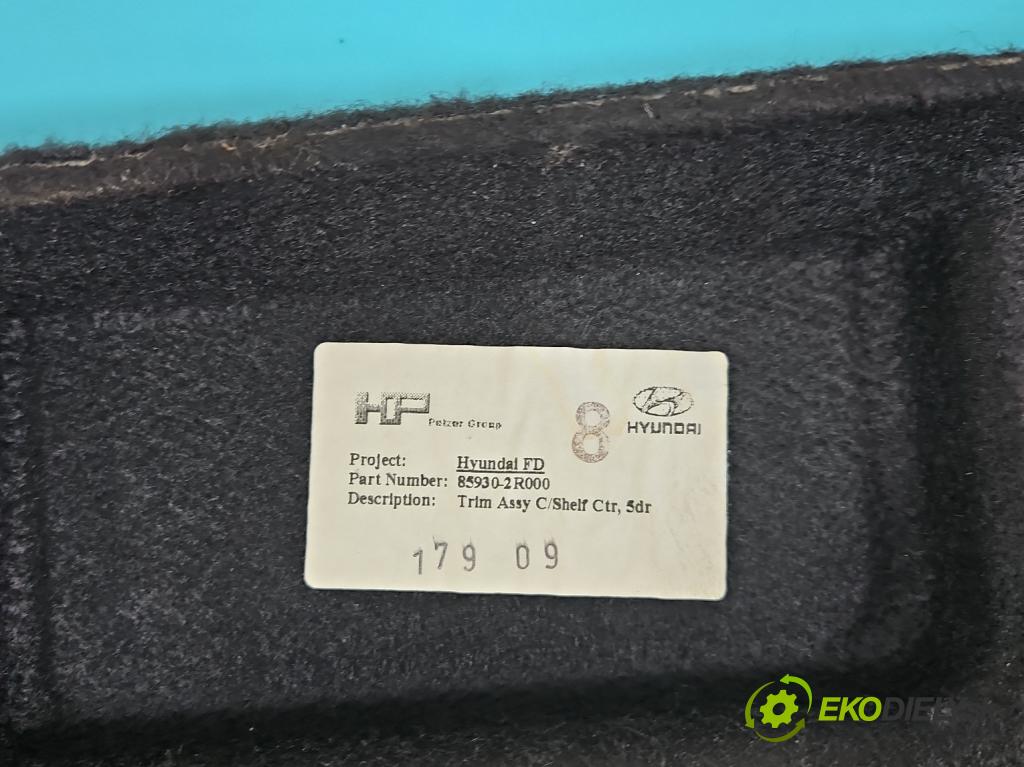 HP
Pelzer Group
8
HYUNDAI
Project: Hyundai FD
Part Number: 85930-2R000
Description: Trim Assy C/Shelf Ctr, 5dr
179 09